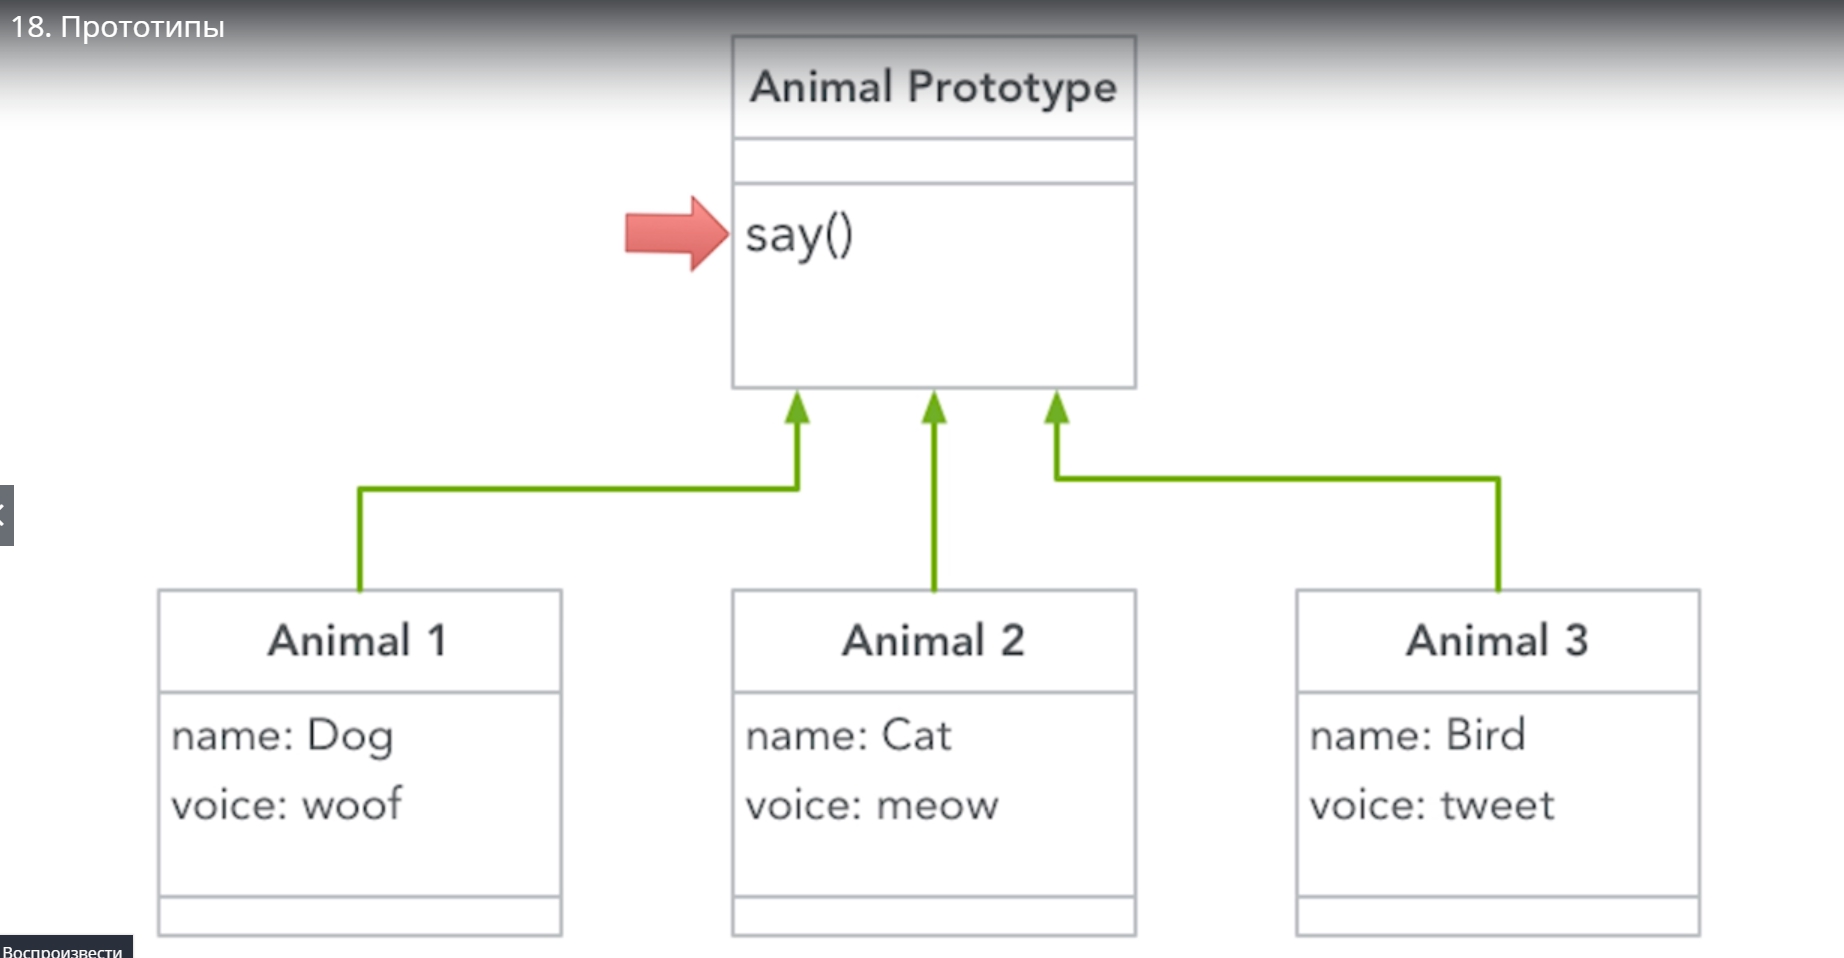 18. Прототипы
Animal Prototype
say()
Animal 1
name: Dog
voice: woof
Animal 2
name: Cat
voice: meow
Animal 3
name: Bird
voice: tweet
Воспроизвести